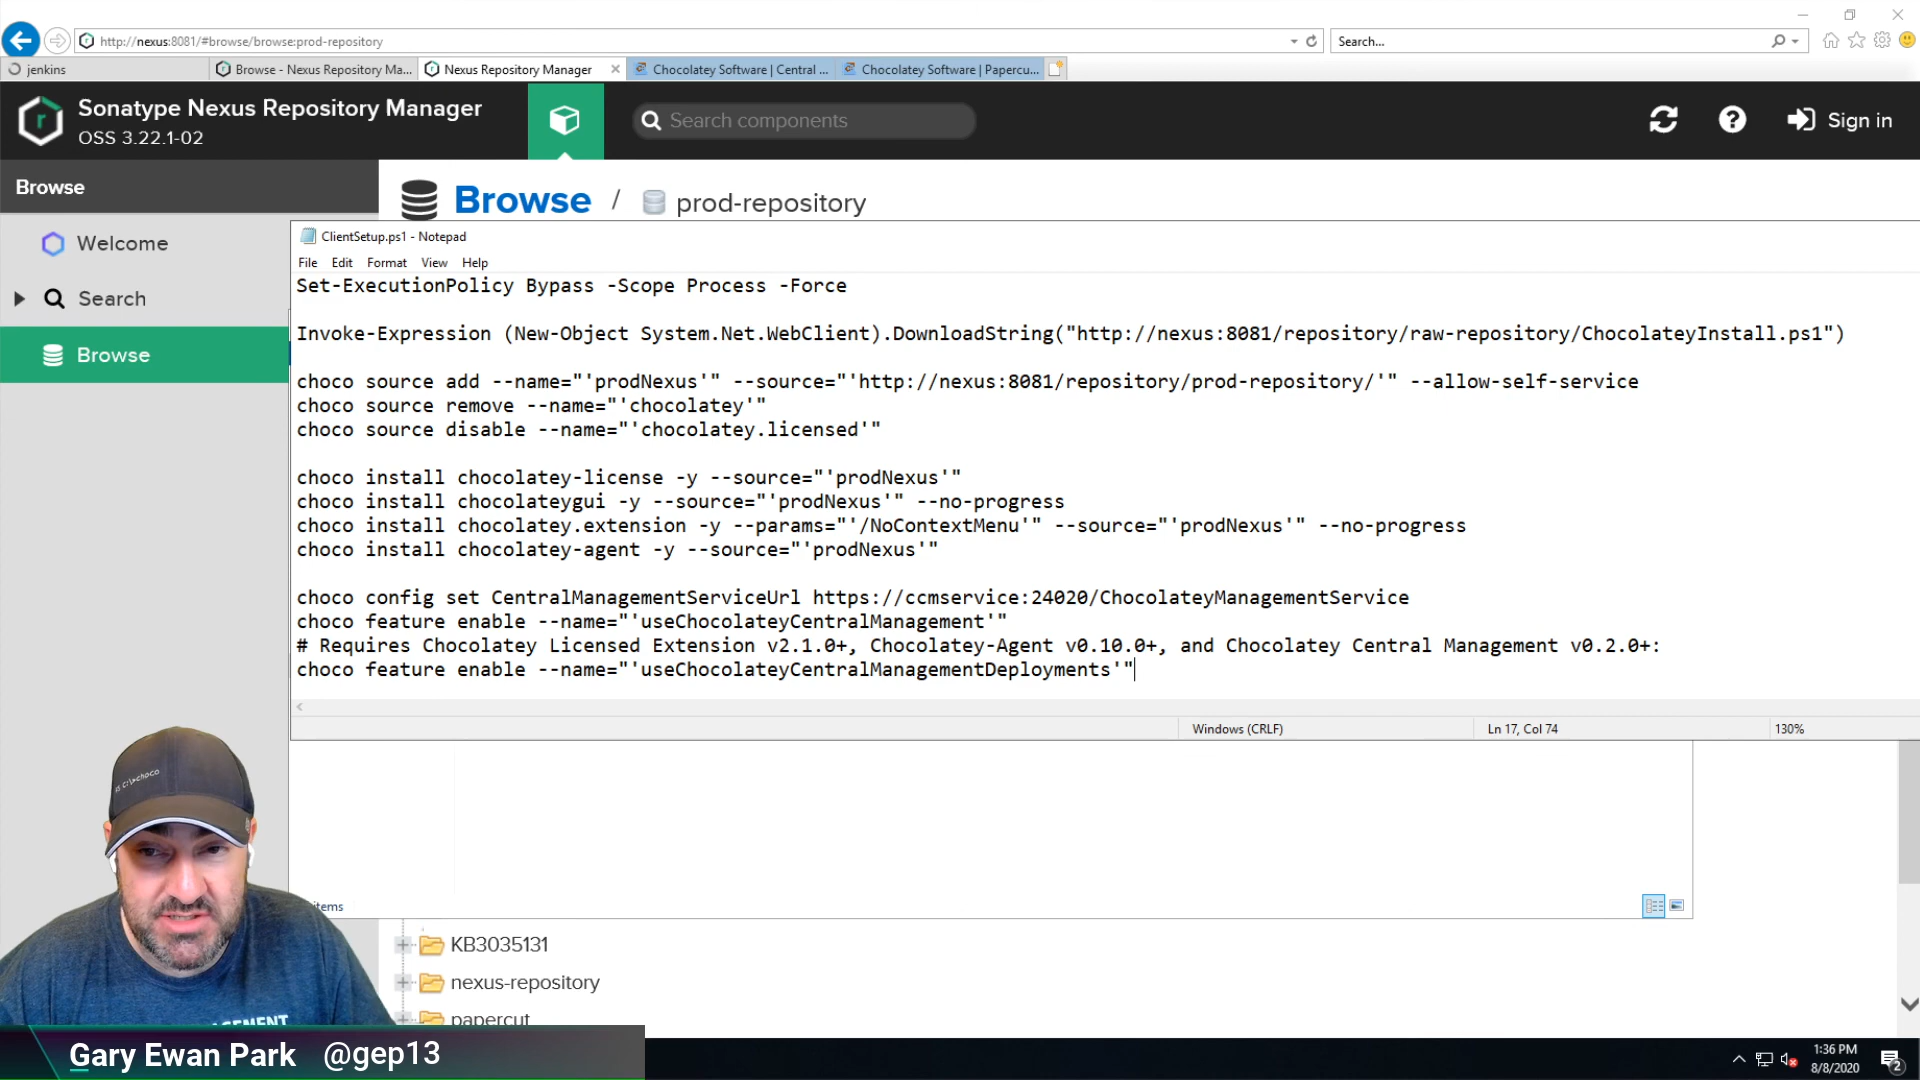 http://nexus:8081/#browse/browse:prod-repository
Search...
jenkins
Browse - Nexus Repository Ma...
Nexus Repository Manager
Chocolatey Software | Central ...
Chocolatey Software | Papercu...
Sonatype Nexus Repository Manager
OSS 3.22.1-02
Search components
Sign in
Browse
Browse / prod-repository
Welcome
Search
Browse
ClientSetup.ps1 - Notepad
File Edit Format View Help
Set-ExecutionPolicy Bypass -Scope Process -Force
Invoke-Expression (New-Object System.Net.WebClient).DownloadString("http://nexus:8081/repository/raw-repository/ChocolateyInstall.ps1")
choco source add --name="'prodNexus'" --source="'http://nexus:8081/repository/prod-repository/'" --allow-self-service
choco source remove --name="'chocolatey'"
choco source disable --name="'chocolatey.licensed'"
choco install chocolatey-license -y --source="'prodNexus'"
choco install chocolateygui -y --source="'prodNexus'" --no-progress
choco install chocolatey.extension -y --params="'/NoContextMenu'" --source="'prodNexus'" --no-progress
choco install chocolatey-agent -y --source="'prodNexus'"
choco config set CentralManagementServiceUrl https://ccmservice:24020/ChocolateyManagementService
choco feature enable --name="'useChocolateyCentralManagement'"
# Requires Chocolatey Licensed Extension v2.1.0+, Chocolatey-Agent v0.10.0+, and Chocolatey Central Management v0.2.0+:
choco feature enable --name="'useChocolateyCentralManagementDeployments'"
Windows (CRLF)
Ln 17, Col 74
130%
items
KB3035131
nexus-repository
papercut
Gary Ewan Park @gep13
1:36 PM
8/8/2020
2